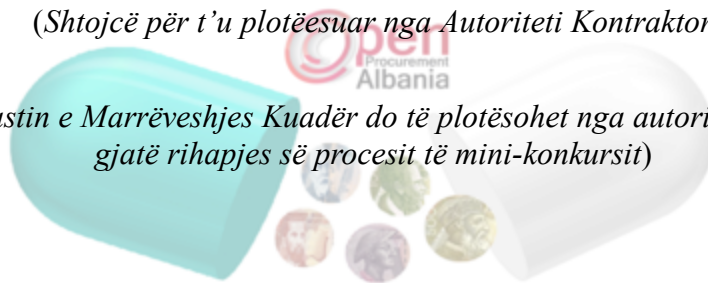 (Shtojcë për t’u plotëesuar nga Autoriteti Kontraktor
Open
Procurement
Albania
stin e Marrëveshjes Kuadër do të plotësohet nga autori
gjatë rihapjes së procesit të mini-konkursit)